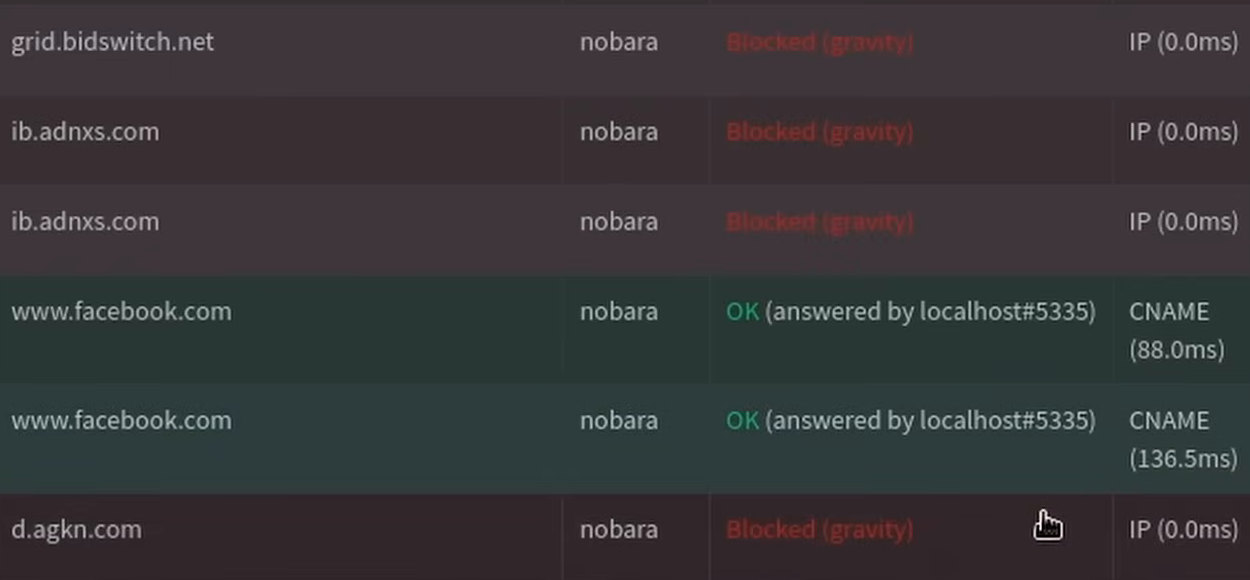 grid.bidswitch.net nobara Blocked (gravity) IP (0.0ms)
ib.adnxs.com nobara Blocked (gravity) IP (0.0ms)
ib.adnxs.com nobara Blocked (gravity) IP (0.0ms)
www.facebook.com nobara OK (answered by localhost#5335) CNAME
(88.0ms)
www.facebook.com nobara OK (answered by localhost#5335) CNAME
(136.5ms)
d.agkn.com nobara Blocked (gravity) IP (0.0ms)